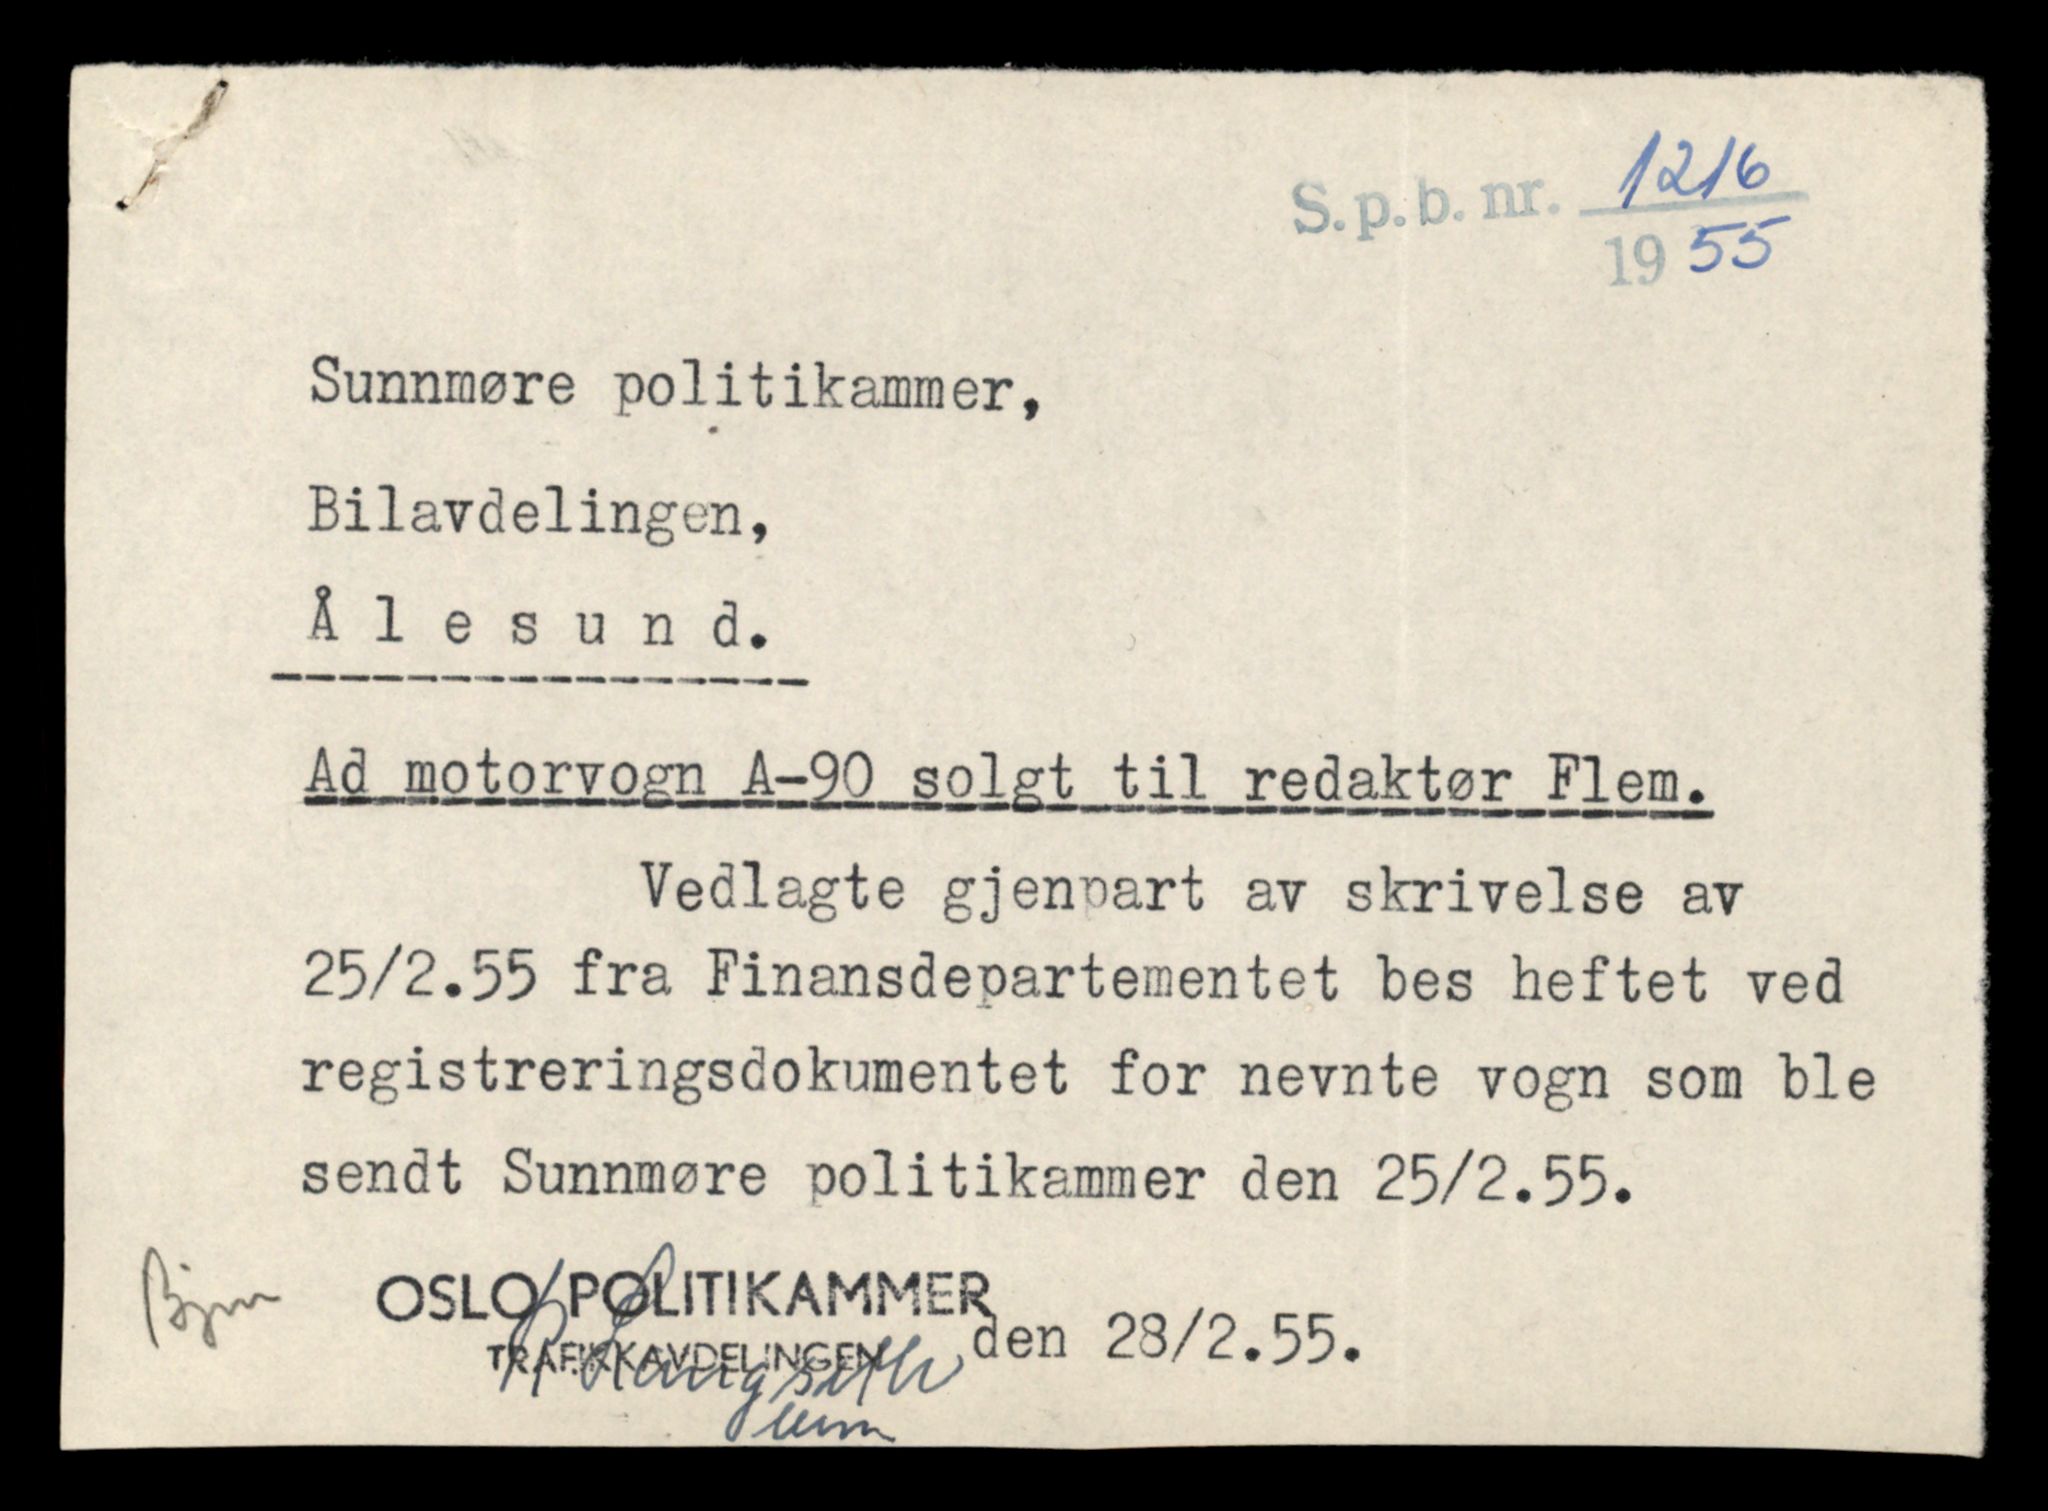 S.p.b. nr. 1216
1955
Sunnmøre politikammer,
Bilavdelingen,
Å l e s u n d.
-----------------
Ad motorvogn A-90 solgt til redaktør Flem.
Vedlagte gjenpart av skrivelse av
25/2.55 fra Finansdepartementet bes heftet ved
registreringsdokumentet for nevnte vogn som ble
sendt Sunnmøre politikammer den 25/2.55.
OSLO POLITIKAMMER
TRAFIKKAVDELINGEN den 28/2.55.
Langseth